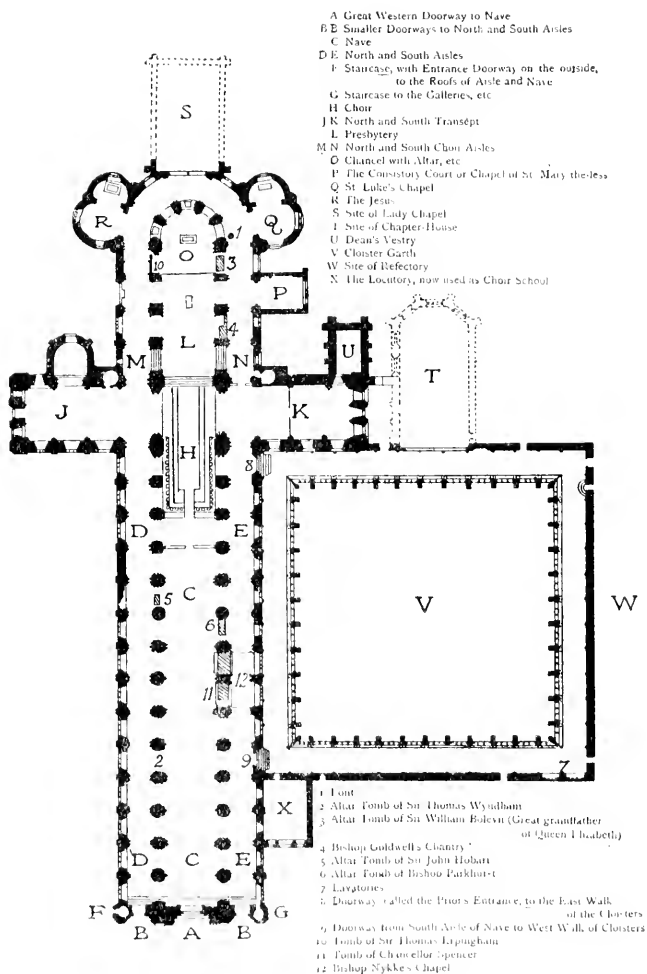 A Great Western Doorway to Nave
B B Smaller Doorways to North and South Aisles
C Nave
D E North and South Aisles
F Staircase, with Entrance Doorway on the outside,
to the Roofs of Aisle and Nave
G Staircase to the Galleries, etc
H Choir
J K North and South Transept
L Presbytery
M N North and South Choir Aisles
O Chancel with Altar, etc
P The Consistory Court or Chapel of St Mary-the-less
Q St Luke's Chapel
R The Jesus
S Site of Lady Chapel
T Site of Chapter-House
U Dean's Vestry
V Cloister Garth
W Site of Refectory
X The Locutory, now used as Choir School
S
R
Q
1
O
10
3
P
4
L
U
M
N
T
J
K
H
8
D
E
C
5
V
W
6
12
11
2
9
7
X
D
C
E
F
G
B
A
B
1 Font
2 Altar Tomb of Sir Thomas Wyndham
3 Altar Tomb of Sir William Boleyn (Great grandfather
of Queen Elizabeth)
4 Bishop Goldwell's Chantry
5 Altar Tomb of Sir John Hobart
6 Altar Tomb of Bishop Parkhurst
7 Lavatories
8 Doorway called the Prior's Entrance, to the East Walk
of the Cloisters
9 Doorway from South Aisle of Nave to West Walk of Cloisters
10 Tomb of Sir Thomas Erpingham
11 Tomb of Chancellor Spencer
12 Bishop Nykke's Chapel